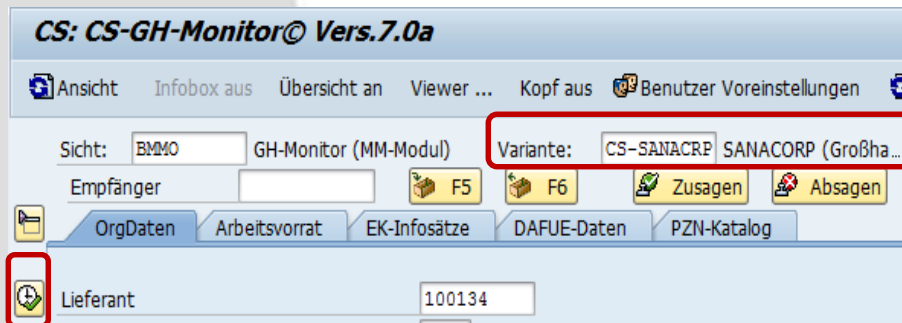 CS: CS-GH-Monitor© Vers.7.0a
Ansicht Infobox aus Übersicht an Viewer ... Kopf aus Benutzer Voreinstellungen
Sicht: BMMO GH-Monitor (MM-Modul) Variante: CS-SANACRP SANACORP (Großha...
Empfänger F5 F6 Zusagen Absagen
OrgDaten Arbeitsvorrat EK-Infosätze DAFUE-Daten PZN-Katalog
Lieferant 100134